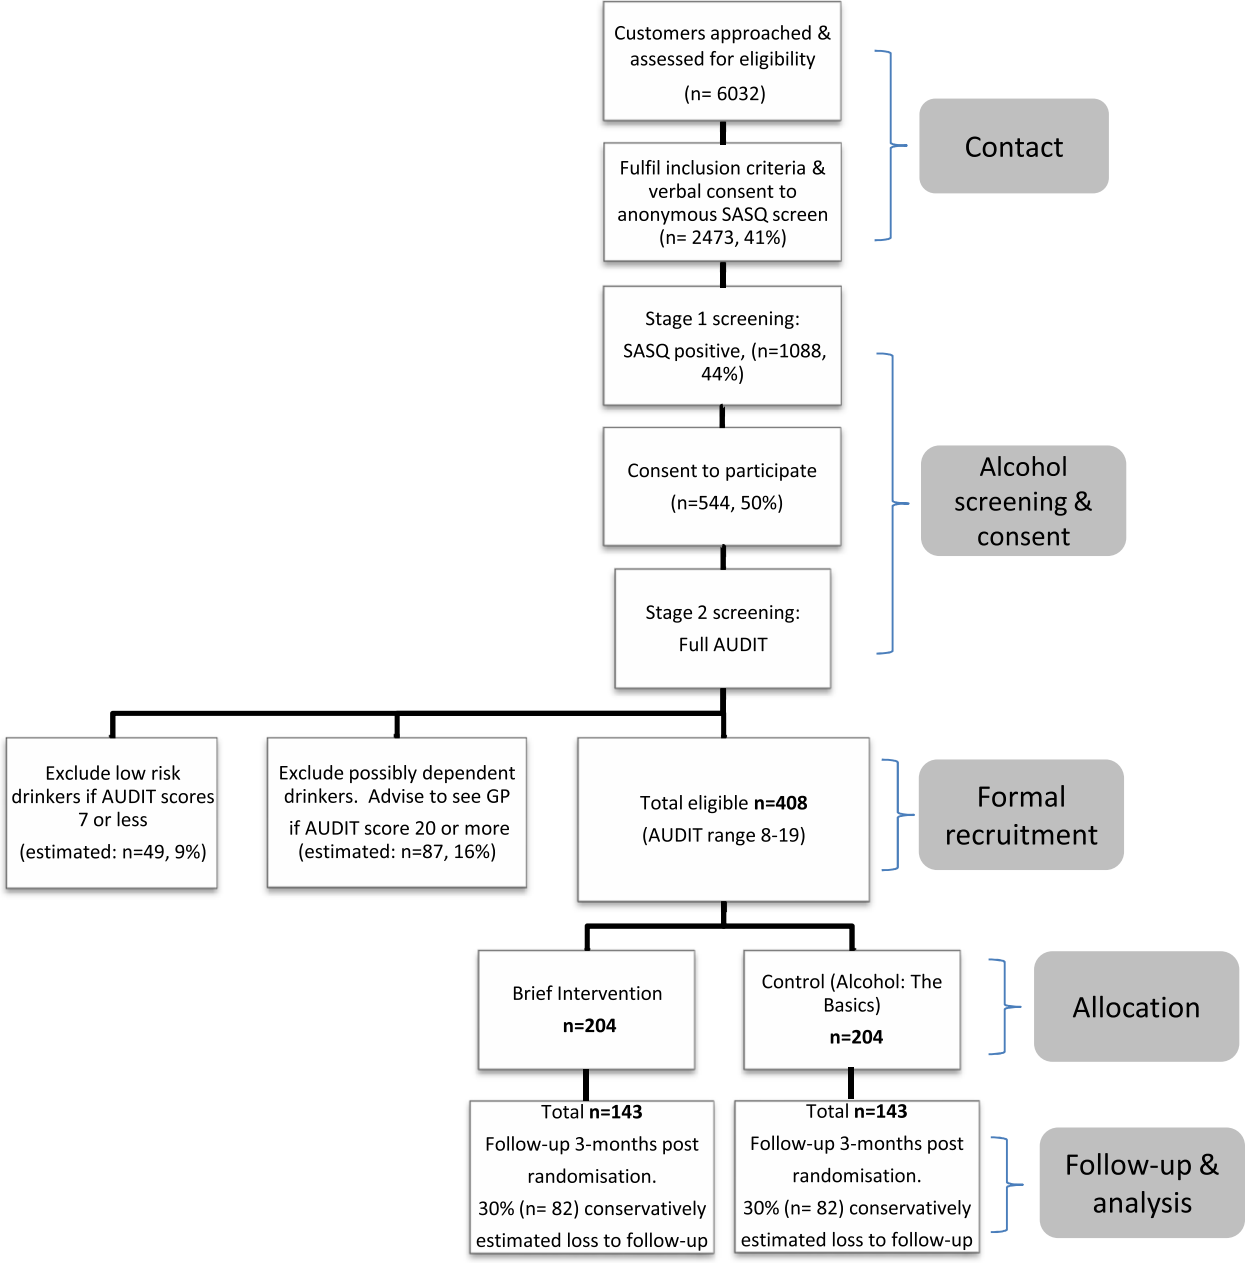 Customers approached &
assessed for eligibility
(n= 6032)
Contact
Fulfil inclusion criteria &
verbal consent to
anonymous SASQ screen
(n= 2473, 41%)
Stage 1 screening:
SASQ positive, (n=1088,
44%)
Consent to participate
(n=544, 50%)
Alcohol
screening &
consent
Stage 2 screening:
Full AUDIT
Exclude low risk
drinkers if AUDIT scores
7 or less
(estimated: n=49, 9%)
Exclude possibly dependent
drinkers. Advise to see GP
if AUDIT score 20 or more
(estimated: n=87, 16%)
Total eligible n=408
(AUDIT range 8-19)
Formal
recruitment
Brief Intervention
n=204
Control (Alcohol: The
Basics)
n=204
Allocation
Total n=143
Follow-up 3-months post
randomisation.
30% (n= 82) conservatively
estimated loss to follow-up
Total n=143
Follow-up 3-months post
randomisation.
30% (n= 82) conservatively
estimated loss to follow-up
Follow-up &
analysis